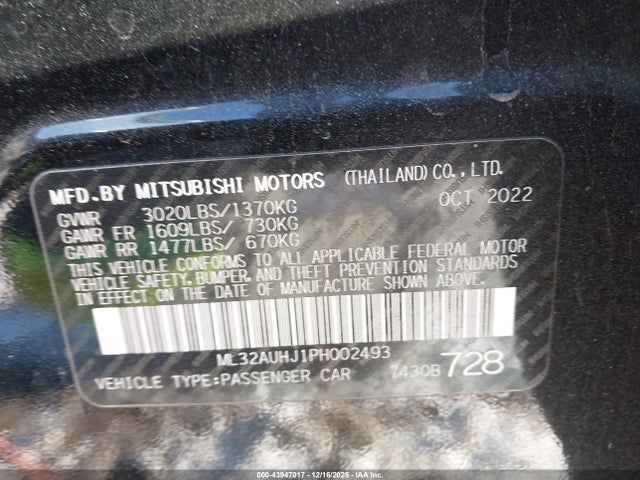 MFD.BY MITSUBISHI MOTORS (THAILAND)CO.,LTD.
GVWR 3020LBS/1370KG OCT 2022
GAWR FR 1609LBS/ 730KG
GAWR RR 1477LBS/ 670KG
THIS VEHICLE CONFORMS TO ALL APPLICABLE FEDERAL MOTOR
VEHICLE SAFETY, BUMPER, AND THEFT PREVENTION STANDARDS
IN EFFECT ON THE DATE OF MANUFACTURE SHOWN ABOVE.
ML32AUHJ1PH002493
VEHICLE TYPE:PASSENGER CAR 7430B 728
© 000-43947017 • 12/16/2025 • IAA Inc.